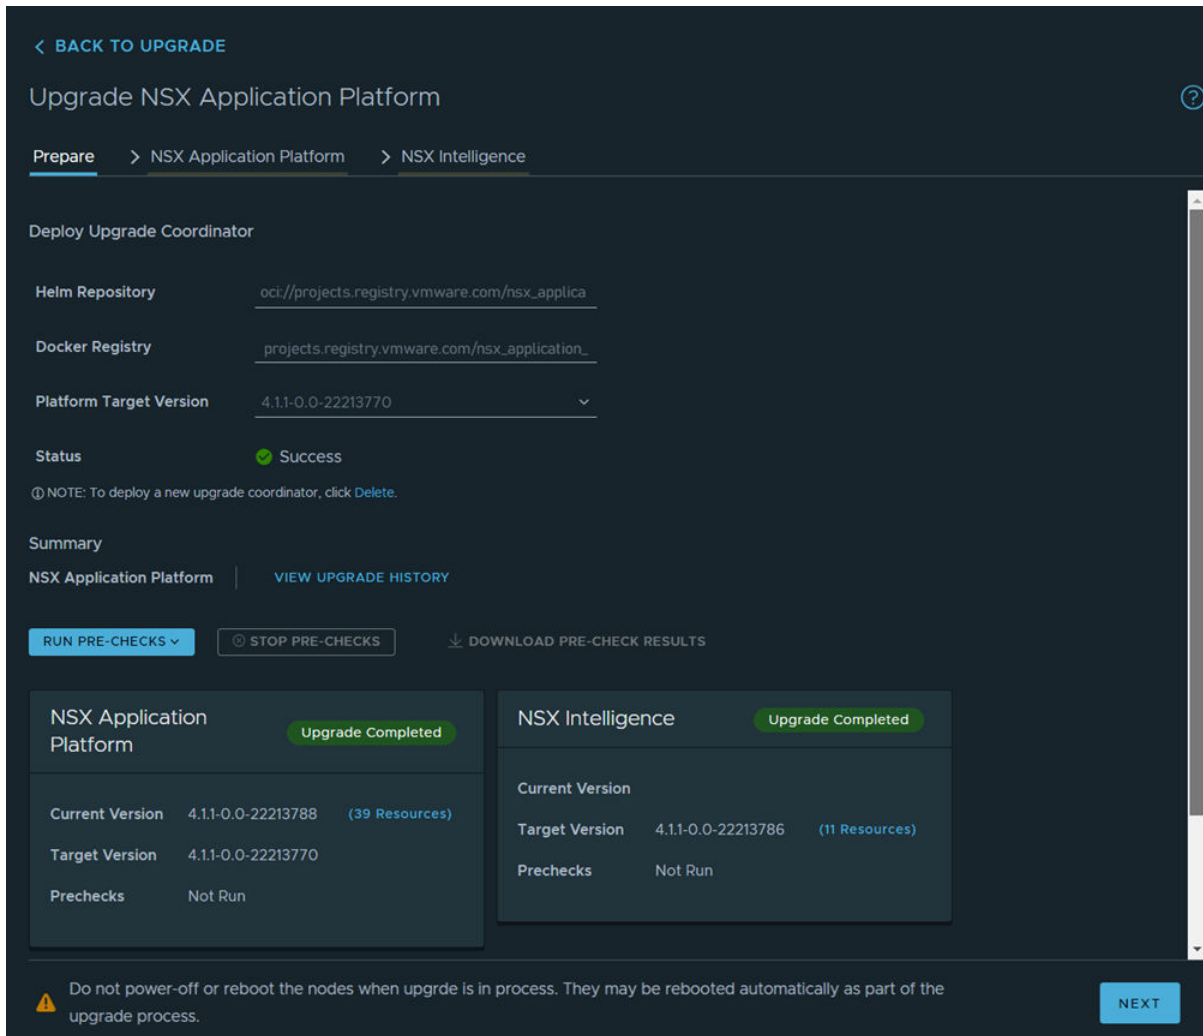 BACK TO UPGRADE
Upgrade NSX Application Platform
Prepare > NSX Application Platform > NSX Intelligence
Deploy Upgrade Coordinator
Helm Repository oci://projects.registry.vmware.com/nsx_applica
Docker Registry projects.registry.vmware.com/nsx_application_
Platform Target Version 4.1.1-0.0-22213770
Status Success
NOTE: To deploy a new upgrade coordinator, click Delete.
Summary
NSX Application Platform VIEW UPGRADE HISTORY
RUN PRE-CHECKS STOP PRE-CHECKS DOWNLOAD PRE-CHECK RESULTS
NSX Application
Platform
Upgrade Completed
Current Version 4.1.1-0.0-22213788 (39 Resources)
Target Version 4.1.1-0.0-22213770
Prechecks Not Run
NSX Intelligence Upgrade Completed
Current Version
Target Version 4.1.1-0.0-22213786 (11 Resources)
Prechecks Not Run
Do not power-off or reboot the nodes when upgrde is in process. They may be rebooted automatically as part of the
upgrade process.
NEXT